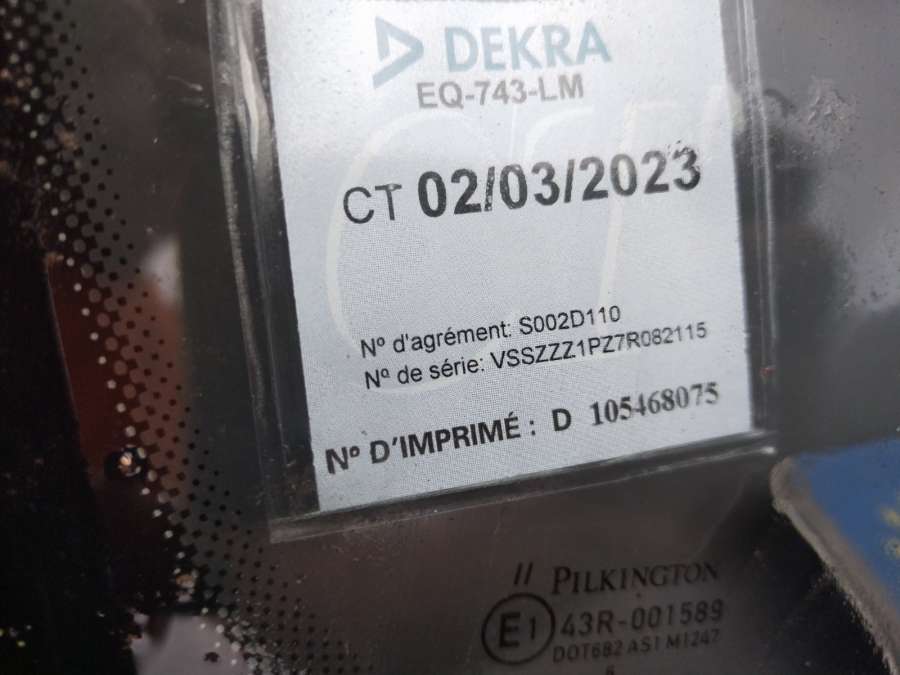 DEKRA
EQ-743-LM
CT 02/03/2023
Nº d'agrément: S002D110
Nº de série: VSSZZZ1PZ7R082115
Nº D'IMPRIMÉ : D 105468075
PILKINGTON
E1 43R-001589
DOT682 AS1 M1247